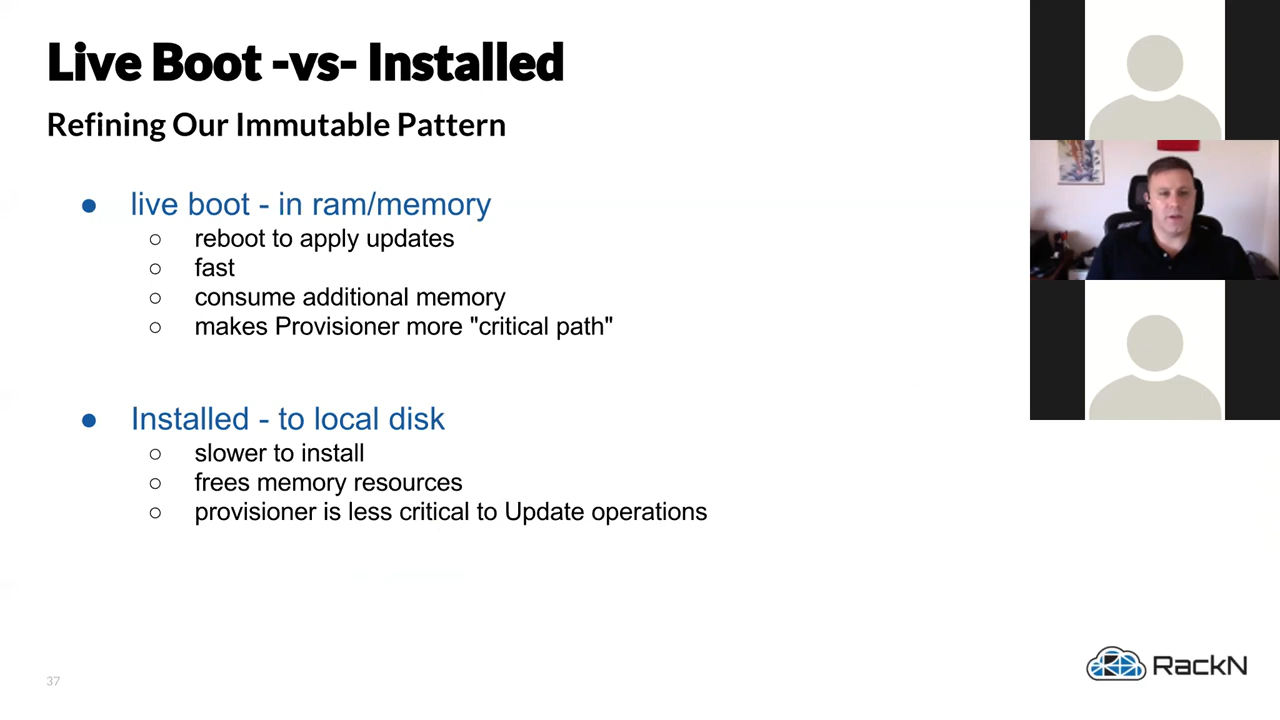 Live Boot -vs- Installed
Refining Our Immutable Pattern
● live boot - in ram/memory
○ reboot to apply updates
○ fast
○ consume additional memory
○ makes Provisioner more "critical path"
● Installed - to local disk
○ slower to install
○ frees memory resources
○ provisioner is less critical to Update operations
37
RackN